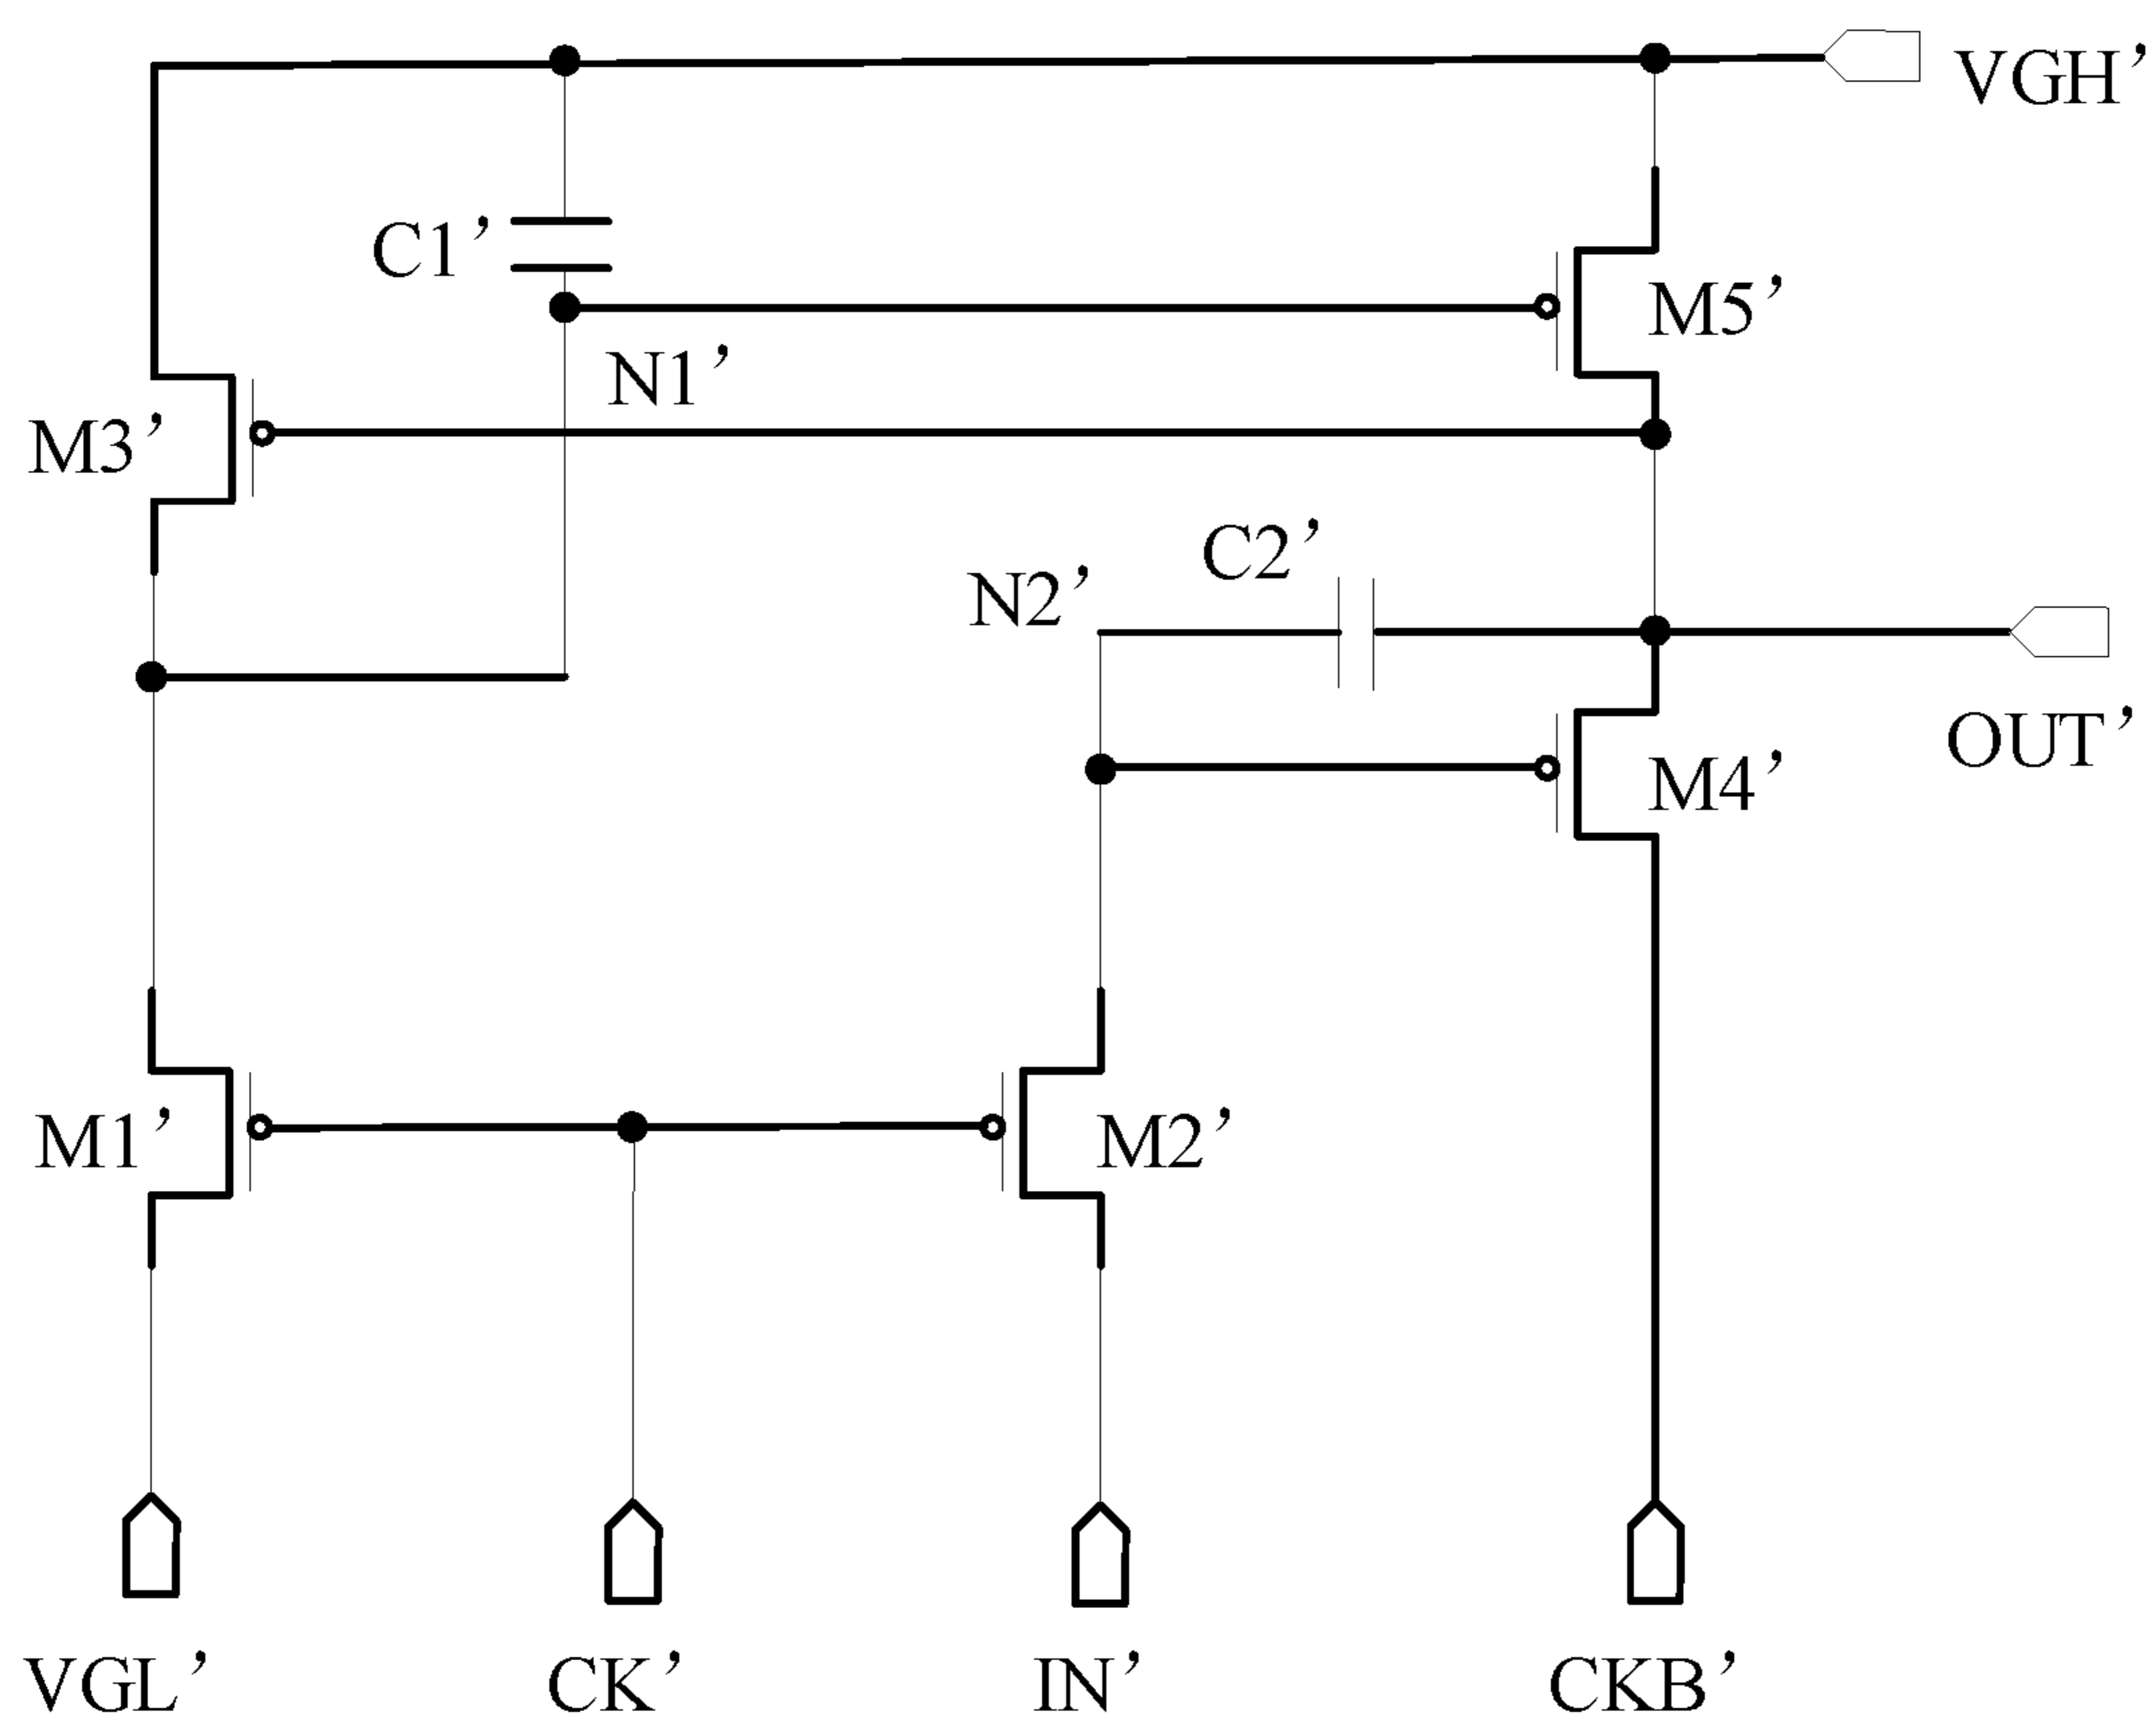 VGH’
C1’
M5’
N1’
M3’
C2’
N2’
OUT’
M4’
M1’
M2’
VGL’
CK’
IN’
CKB’